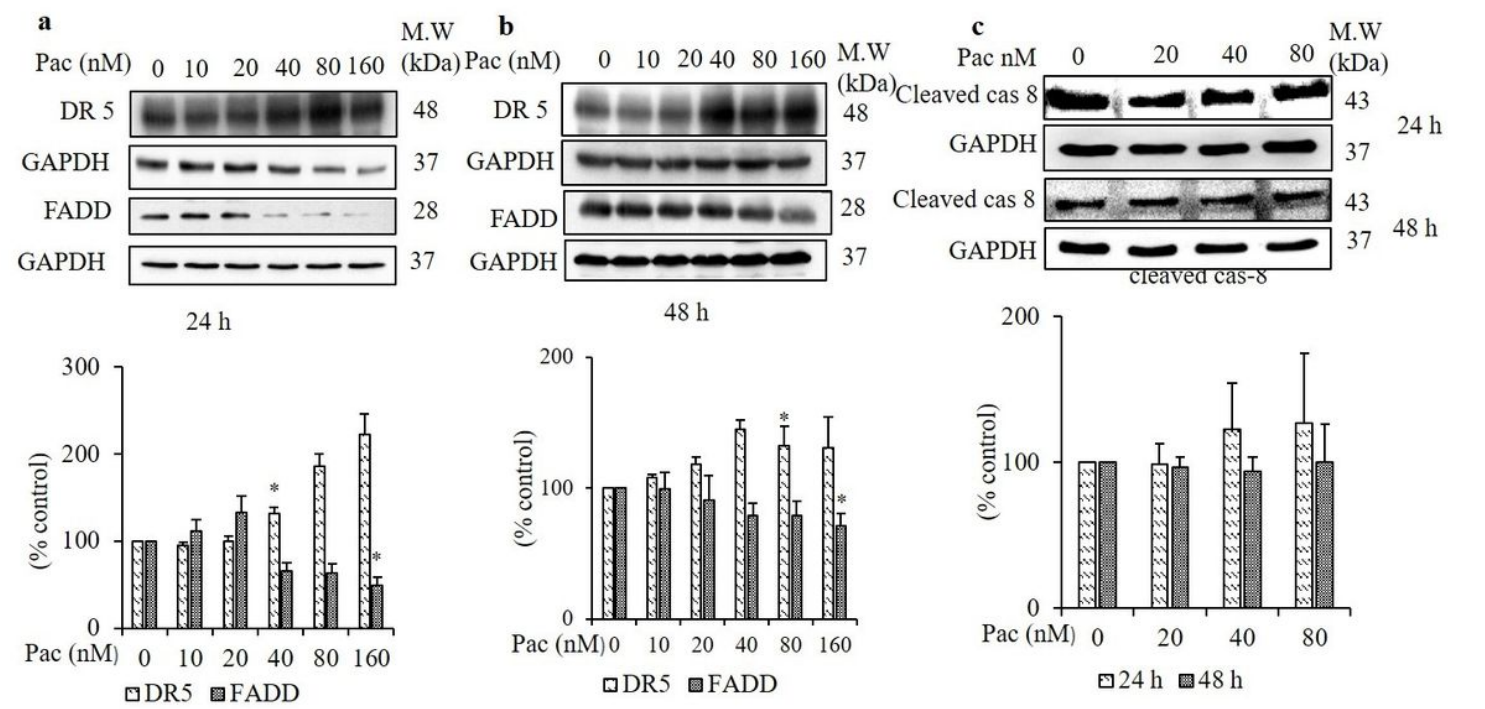 a
M.W
(kDa)
Pac (nM) 0 10 20 40 80 160
DR 5 48
GAPDH 37
FADD 28
GAPDH 37
24 h
300
200
100
0
(% control)
*
*
Pac (nM) 0 10 20 40 80 160
DR5 FADD
b
M.W
(kDa)
Pac (nM) 0 10 20 40 80 160
DR 5 48
GAPDH 37
FADD 28
GAPDH 37
48 h
200
100
0
(% control)
*
*
Pac (nM) 0 10 20 40 80 160
DR5 FADD
c
M.W
(kDa)
Pac nM 0 20 40 80
Cleaved cas 8 43
GAPDH 37
24 h
Cleaved cas 8 43
GAPDH 37
48 h
cleaved cas-8
200
100
0
(% control)
Pac (nM) 0 20 40 80
24 h 48 h